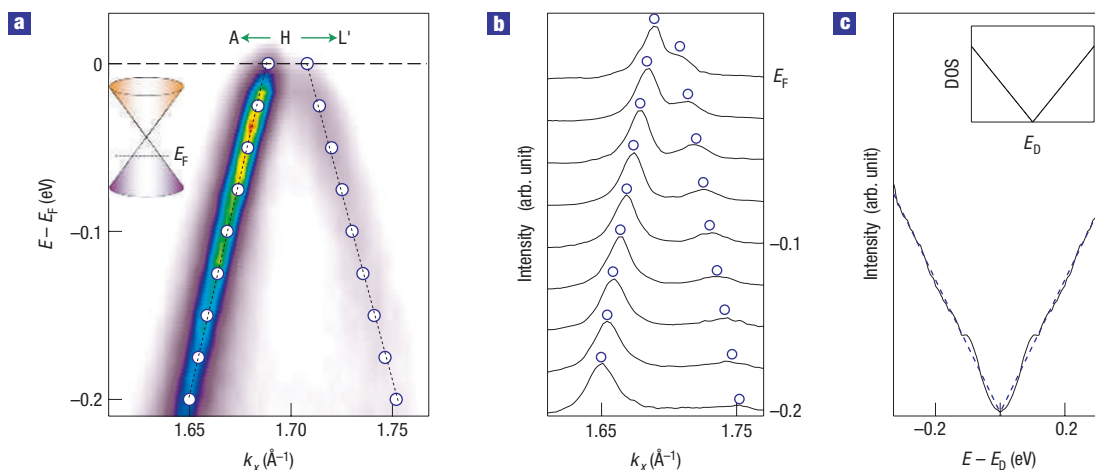 a
A H L'
0
−0.1
−0.2
E − E_F (eV)
E_F
1.65 1.70 1.75
k_x (Å⁻¹)
b
E_F
−0.1
−0.2
Intensity (arb. unit)
1.65 1.75
k_x (Å⁻¹)
c
DOS
E_D
Intensity (arb. unit)
−0.2 0.2
E − E_D (eV)